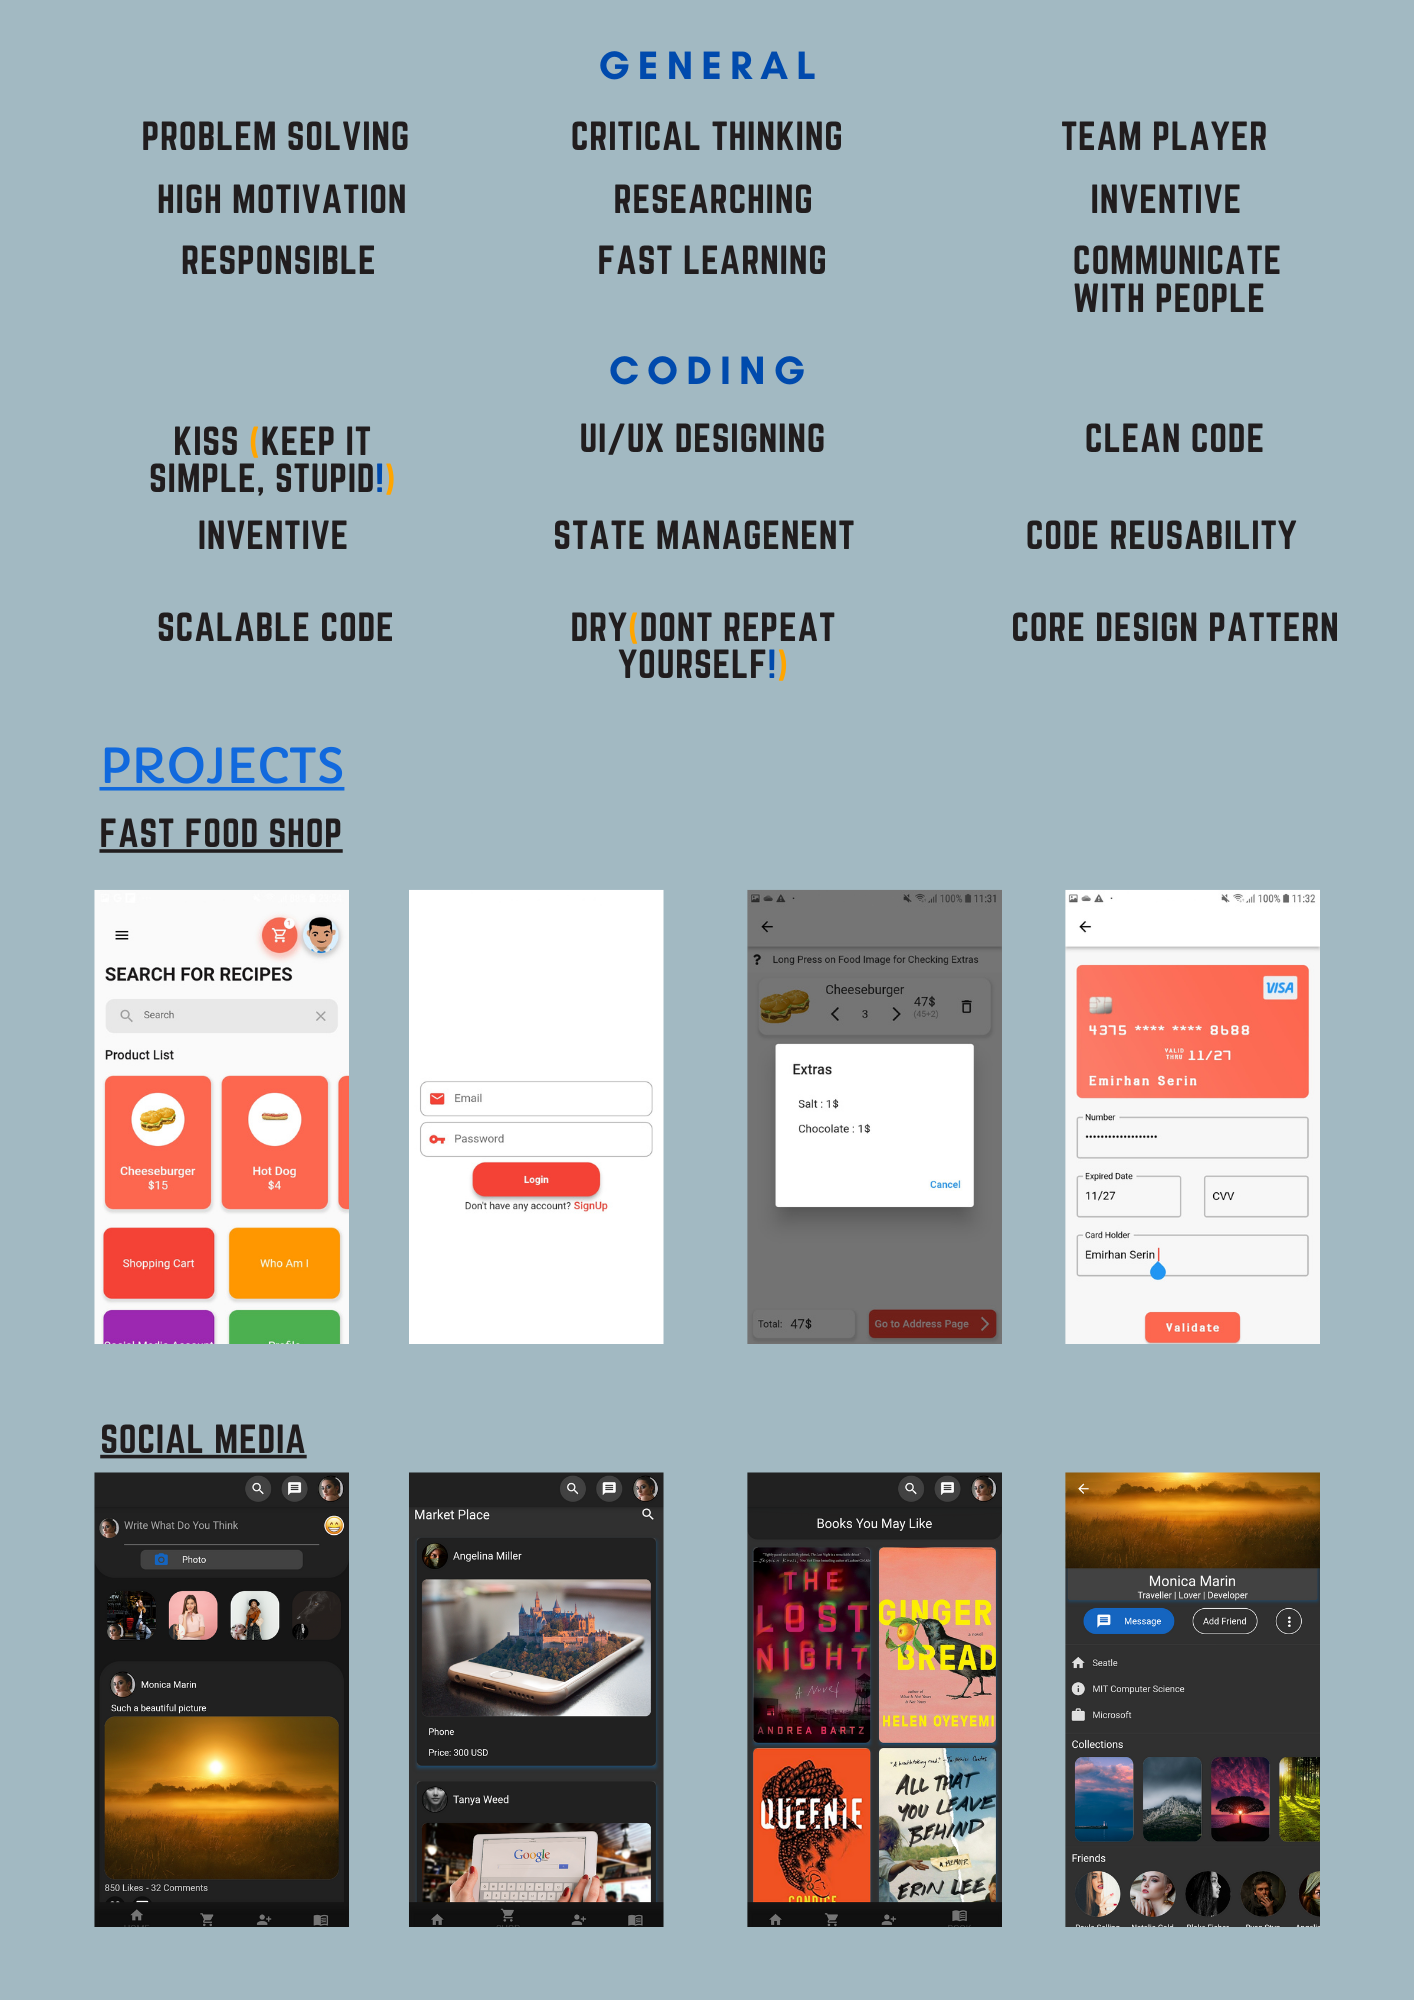 GENERAL
PROBLEM SOLVING
CRITICAL THINKING
TEAM PLAYER
HIGH MOTIVATION
RESEARCHING
INVENTIVE
RESPONSIBLE
FAST LEARNING
COMMUNICATE
WITH PEOPLE
CODING
KISS (KEEP IT
SIMPLE, STUPID!)
UI/UX DESIGNING
CLEAN CODE
INVENTIVE
STATE MANAGENENT
CODE REUSABILITY
SCALABLE CODE
DRY(DONT REPEAT
YOURSELF!)
CORE DESIGN PATTERN
PROJECTS
FAST FOOD SHOP
1
SEARCH FOR RECIPES
Search
Product List
Cheeseburger
$15
Hot Dog
$4
Shopping Cart
Who Am I
Social Media Account
Profile
Email
Password
Login
Don't have any account? SignUp
100% 11:31
? Long Press on Food Image for Checking Extras
Cheeseburger
3
47$
(45+2)
Extras
Salt : 1$
Chocolate : 1$
Cancel
Total: 47$
Go to Address Page
100% 11:32
VISA
4375 **** **** 8688
VALID
THRU 11/27
Emirhan Serin
Number
Expired Date
11/27
CVV
Card Holder
Emirhan Serin
Validate
SOCIAL MEDIA
Write What Do You Think
Photo
Monica Marin
Such a beautiful picture
850 Likes - 32 Comments
Market Place
Angelina Miller
Phone
Price: 300 USD
Tanya Weed
Google
Books You May Like
THE
LOST
NIGHT
A Novel
ANDREA BARTZ
GINGER
a novel
BREAD
HELEN OYEYEMI
QUEENIE
CANDICE
ALL THAT
YOU LEAVE
BEHIND
A MEMOIR
ERIN LEE
Monica Marin
Traveller | Lover | Developer
Message
Add Friend
Seatle
MIT Computer Science
Microsoft
Collections
Friends